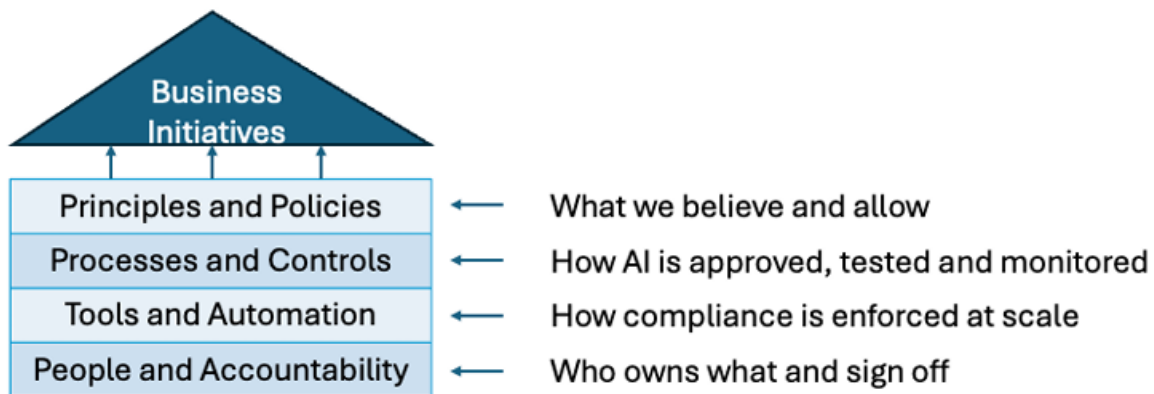 Business
Initiatives
Principles and Policies
What we believe and allow
Processes and Controls
How AI is approved, tested and monitored
Tools and Automation
How compliance is enforced at scale
People and Accountability
Who owns what and sign off